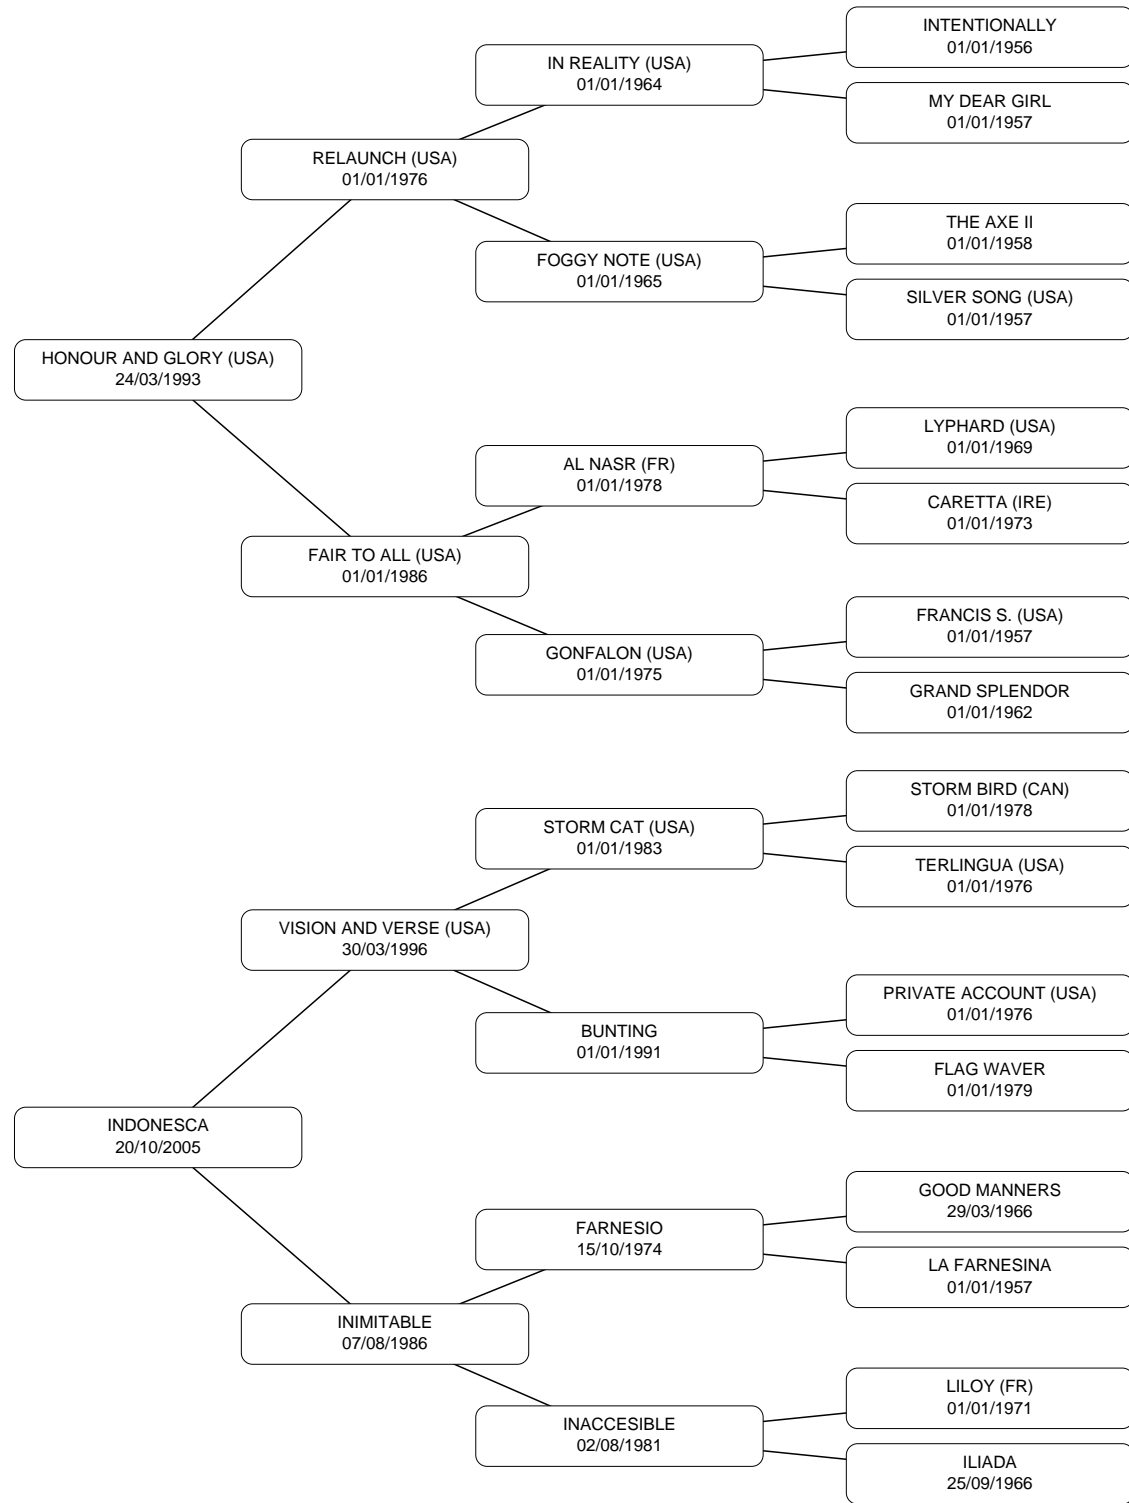 INTENTIONALLY
01/01/1956
IN REALITY (USA)
01/01/1964
MY DEAR GIRL
01/01/1957
RELAUNCH (USA)
01/01/1976
THE AXE II
01/01/1958
FOGGY NOTE (USA)
01/01/1965
SILVER SONG (USA)
01/01/1957
HONOUR AND GLORY (USA)
24/03/1993
LYPHARD (USA)
01/01/1969
AL NASR (FR)
01/01/1978
CARETTA (IRE)
01/01/1973
FAIR TO ALL (USA)
01/01/1986
FRANCIS S. (USA)
01/01/1957
GONFALON (USA)
01/01/1975
GRAND SPLENDOR
01/01/1962
STORM BIRD (CAN)
01/01/1978
STORM CAT (USA)
01/01/1983
TERLINGUA (USA)
01/01/1976
VISION AND VERSE (USA)
30/03/1996
PRIVATE ACCOUNT (USA)
01/01/1976
BUNTING
01/01/1991
FLAG WAVER
01/01/1979
INDONESCA
20/10/2005
GOOD MANNERS
29/03/1966
FARNESIO
15/10/1974
LA FARNESINA
01/01/1957
INIMITABLE
07/08/1986
LILOY (FR)
01/01/1971
INACCESIBLE
02/08/1981
ILIADA
25/09/1966